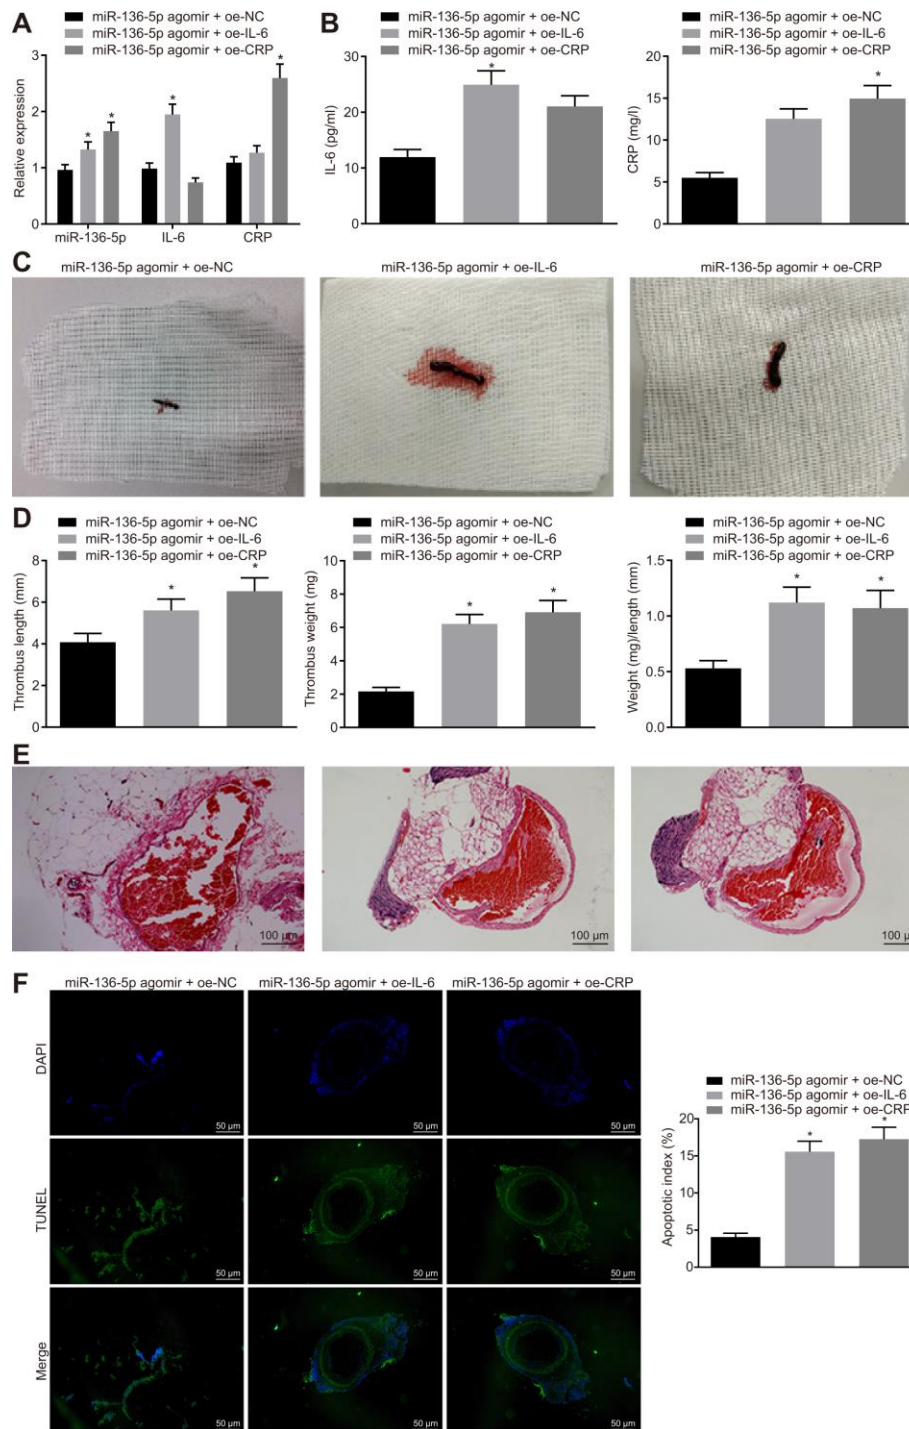 A
miR-136-5p agomir + oe-NC
miR-136-5p agomir + oe-IL-6
miR-136-5p agomir + oe-CRP
Relative expression
3
2
1
0
*
*
*
*
miR-136-5p
IL-6
CRP
B
miR-136-5p agomir + oe-NC
miR-136-5p agomir + oe-IL-6
miR-136-5p agomir + oe-CRP
IL-6 (pg/ml)
30
20
10
0
*
miR-136-5p agomir + oe-NC
miR-136-5p agomir + oe-IL-6
miR-136-5p agomir + oe-CRP
CRP (mg/l)
20
15
10
5
0
*
C
miR-136-5p agomir + oe-NC
miR-136-5p agomir + oe-IL-6
miR-136-5p agomir + oe-CRP
D
miR-136-5p agomir + oe-NC
miR-136-5p agomir + oe-IL-6
miR-136-5p agomir + oe-CRP
Thrombus length (mm)
8
6
4
2
0
*
*
miR-136-5p agomir + oe-NC
miR-136-5p agomir + oe-IL-6
miR-136-5p agomir + oe-CRP
Thrombus weight (mg)
10
8
6
4
2
0
*
*
miR-136-5p agomir + oe-NC
miR-136-5p agomir + oe-IL-6
miR-136-5p agomir + oe-CRP
Weight (mg)/length (mm)
1.5
1.0
0.5
0.0
*
*
E
100 µm
100 µm
100 µm
F
miR-136-5p agomir + oe-NC
miR-136-5p agomir + oe-IL-6
miR-136-5p agomir + oe-CRP
DAPI
50 µm
50 µm
50 µm
TUNEL
50 µm
50 µm
50 µm
Merge
50 µm
50 µm
50 µm
miR-136-5p agomir + oe-NC
miR-136-5p agomir + oe-IL-6
miR-136-5p agomir + oe-CRP
Apoptotic index (%)
20
15
10
5
0
*
*